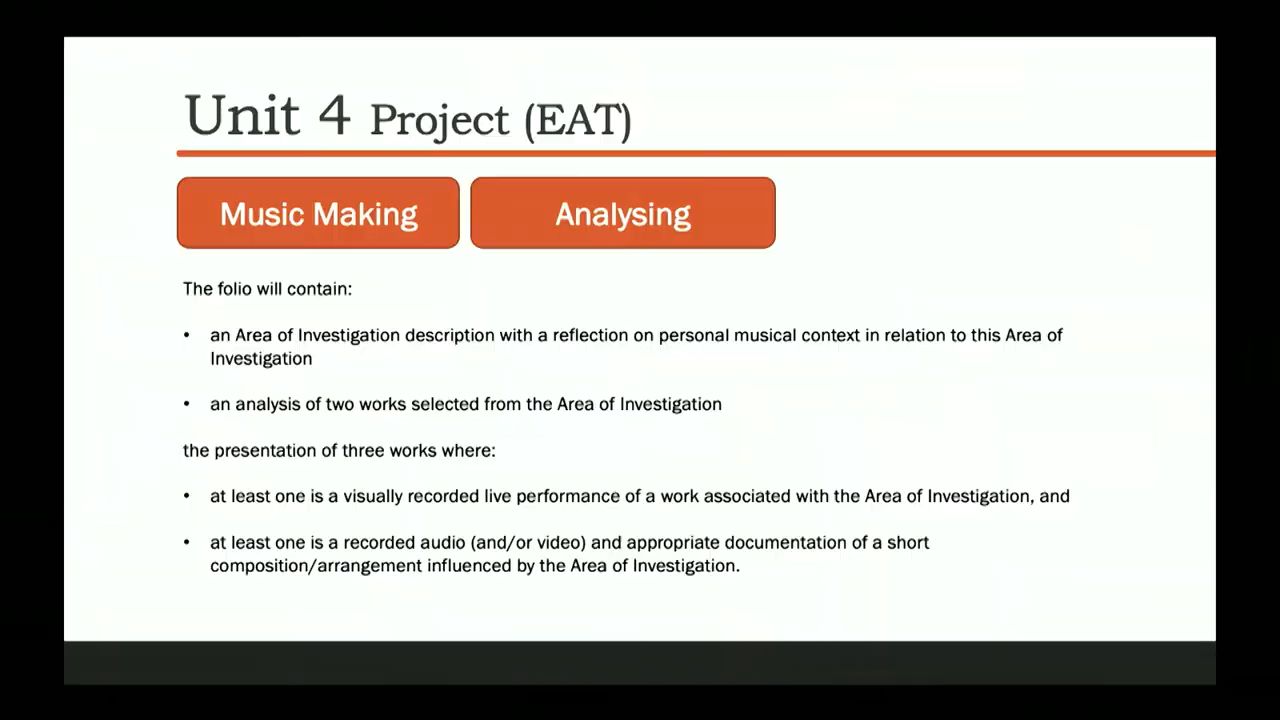 Unit 4 Project (EAT)
Music Making
Analysing
The folio will contain:
• an Area of Investigation description with a reflection on personal musical context in relation to this Area of
Investigation
• an analysis of two works selected from the Area of Investigation
the presentation of three works where:
• at least one is a visually recorded live performance of a work associated with the Area of Investigation, and
• at least one is a recorded audio (and/or video) and appropriate documentation of a short
composition/arrangement influenced by the Area of Investigation.